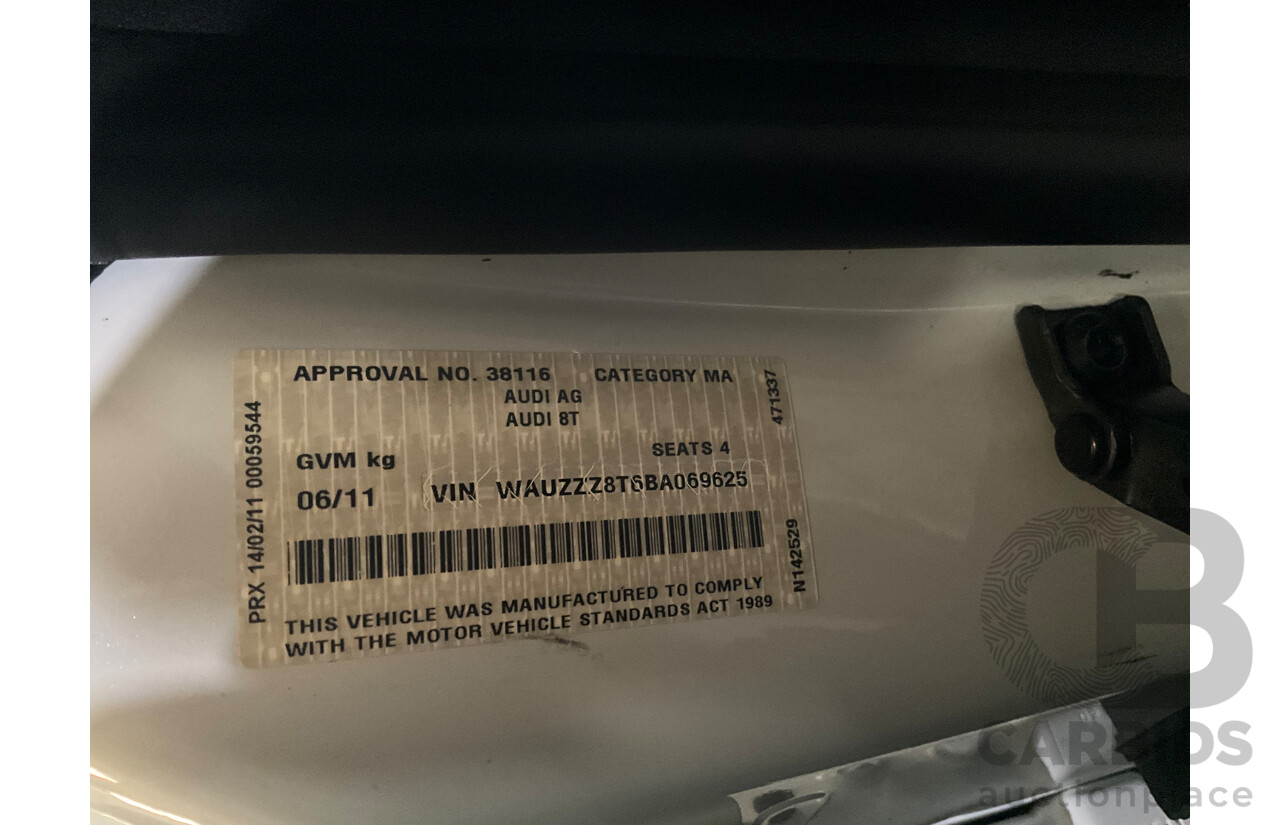 APPROVAL NO. 38116 CATEGORY MA
AUDI AG
AUDI 8T
SEATS 4
GVM kg
06/11 VIN WAUZZZ8T6BA069625
THIS VEHICLE WAS MANUFACTURED TO COMPLY
WITH THE MOTOR VEHICLE STANDARDS ACT 1989
PRX 14/02/11 00059544
471337
N142529
CB
CARBIDS
auctionplace